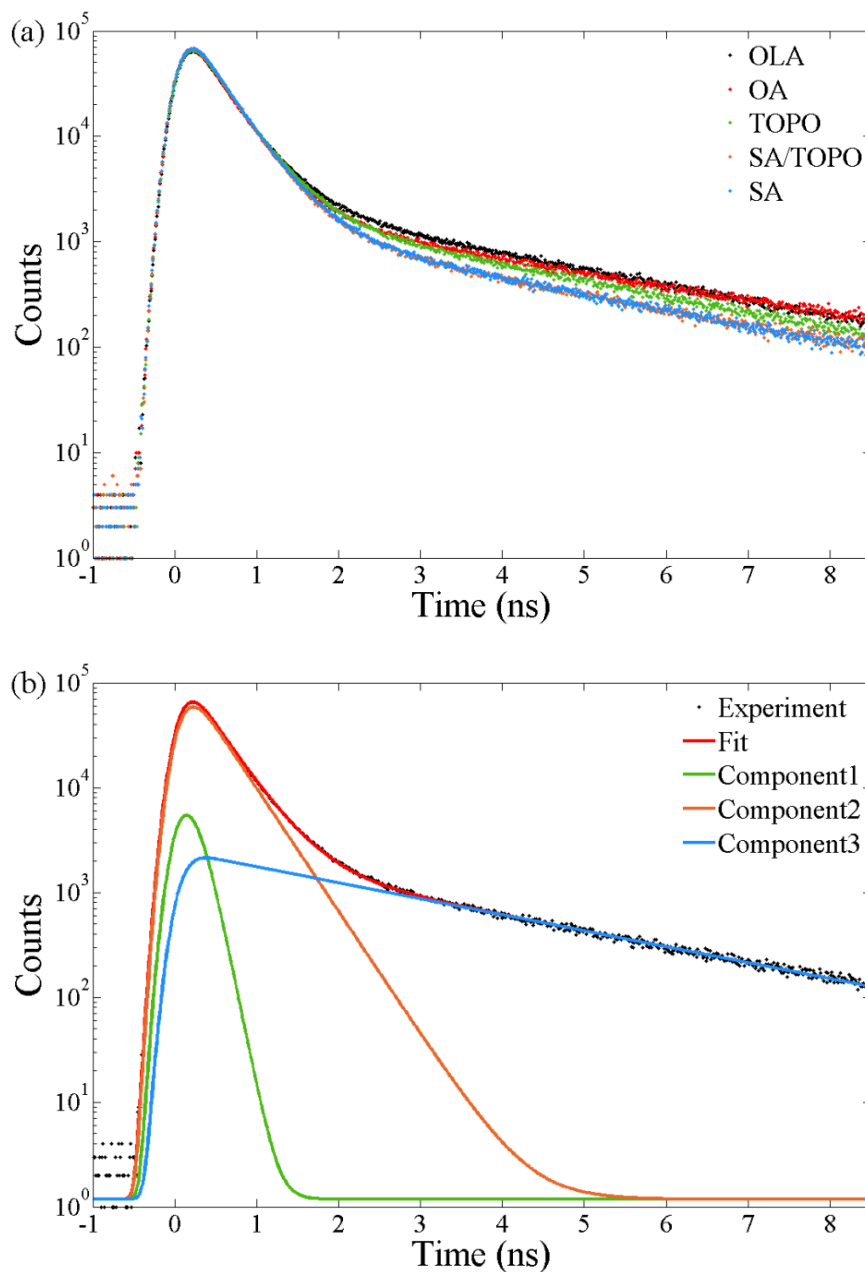 (a)
10^5
10^4
10^3
10^2
10^1
10^0
Counts
OLA
OA
TOPO
SA/TOPO
SA
-1 0 1 2 3 4 5 6 7 8
Time (ns)
(b)
10^5
10^4
10^3
10^2
10^1
10^0
Counts
Experiment
Fit
Component1
Component2
Component3
-1 0 1 2 3 4 5 6 7 8
Time (ns)